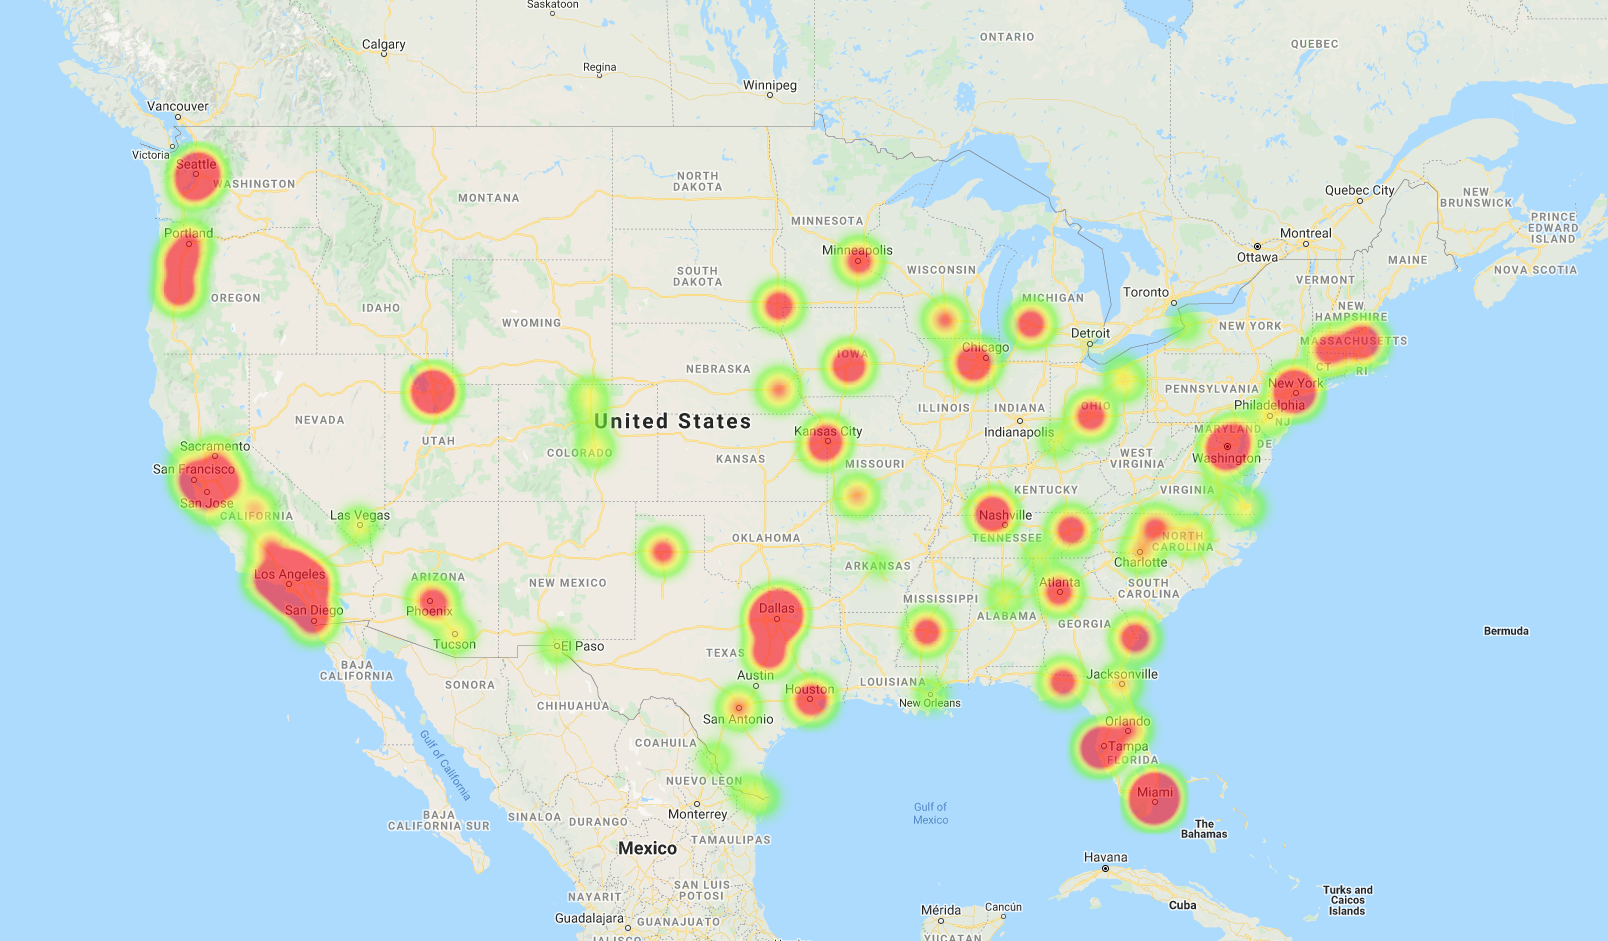 Saskatoon
Calgary
ONTARIO
QUEBEC
Regina
Winnipeg
Vancouver
Victoria
Seattle
WASHINGTON
MONTANA
NORTH
DAKOTA
MINNESOTA
Quebec City
NEW
BRUNSWICK
PRINCE
EDWARD
ISLAND
Portland
Montreal
Ottawa
MAINE
NOVA SCOTIA
Minneapolis
WISCONSIN
SOUTH
DAKOTA
OREGON
IDAHO
WYOMING
MICHIGAN
Toronto
VERMONT
NEW
HAMPSHIRE
Detroit
NEW YORK
MASSACHUSETTS
CT
RI
Chicago
IOWA
NEBRASKA
PENNSYLVANIA
New York
Philadelphia
NJ
OHIO
ILLINOIS
INDIANA
Indianapolis
NEVADA
UTAH
United States
COLORADO
KANSAS
Kansas City
MISSOURI
WEST
VIRGINIA
MARYLAND
DE
Washington
VIRGINIA
KENTUCKY
Sacramento
San Francisco
San Jose
CALIFORNIA
Las Vegas
Nashville
TENNESSEE
NORTH
CAROLINA
Charlotte
OKLAHOMA
ARKANSAS
Los Angeles
San Diego
ARIZONA
Phoenix
NEW MEXICO
Tucson
El Paso
Dallas
TEXAS
MISSISSIPPI
ALABAMA
Atlanta
SOUTH
CAROLINA
GEORGIA
Bermuda
BAJA
CALIFORNIA
SONORA
CHIHUAHUA
Austin
Houston
San Antonio
LOUISIANA
New Orleans
Jacksonville
Orlando
Tampa
FLORIDA
Miami
COAHUILA
NUEVO LEON
Monterrey
Gulf of California
BAJA
CALIFORNIA SUR
SINALOA
DURANGO
TAMAULIPAS
Mexico
Gulf of
Mexico
The
Bahamas
Havana
Cuba
Turks and
Caicos
Islands
SAN LUIS
POTOSI
NAYARIT
Guadalajara
GUANAJUATO
JALISCO
Mérida
Cancún
YUCATAN